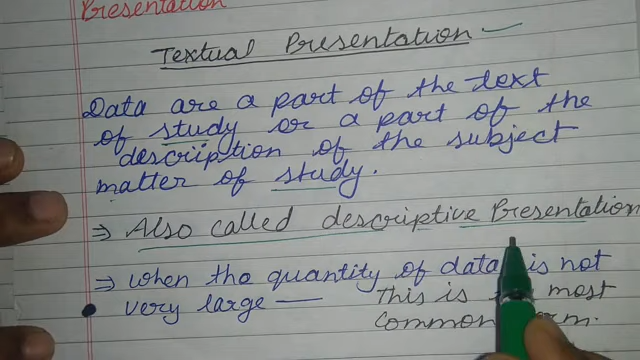 Presentation
Textual Presentation
Data are a part of the text
of study or a part of the
description of the subject
matter of study.
⇒ Also called descriptive Presentation
⇒ when the quantity of data is not
very large —
This is most
common